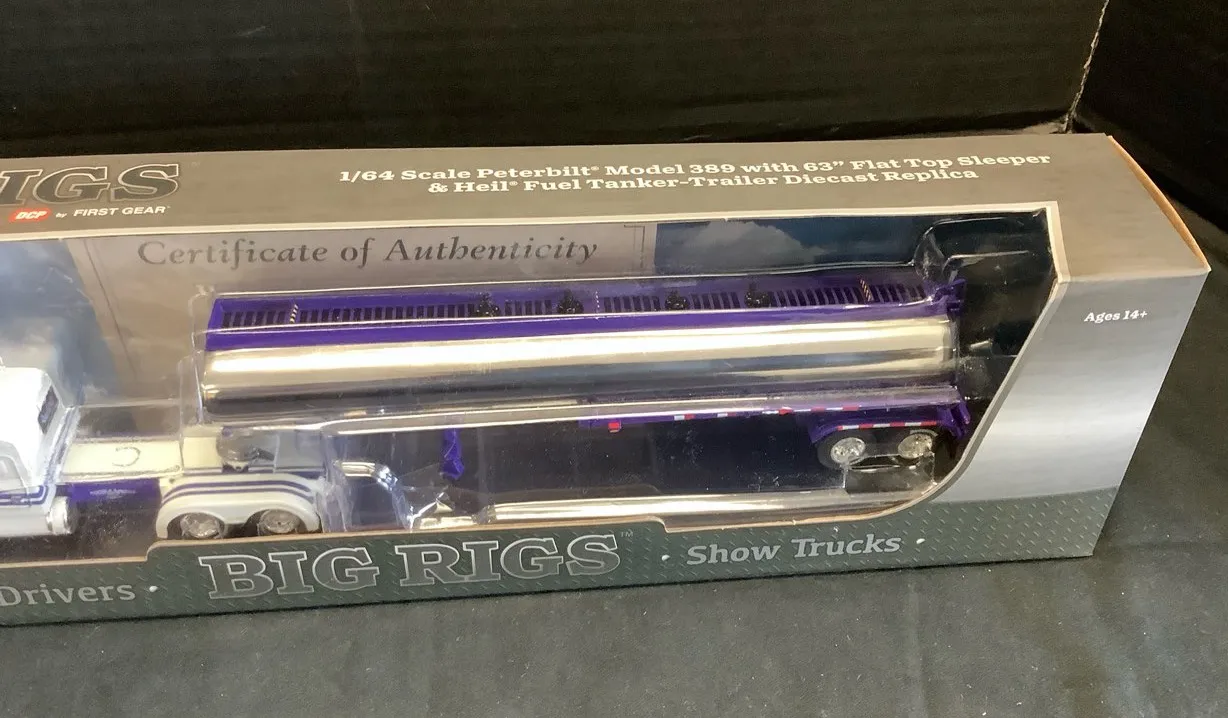 IGS
DCP by FIRST GEAR
1/64 Scale Peterbilt® Model 389 with 63" Flat Top Sleeper
& Heil® Fuel Tanker-Trailer Diecast Replica
Certificate of Authenticity
Ages 14+
Drivers • BIG RIGS™ • Show Trucks •